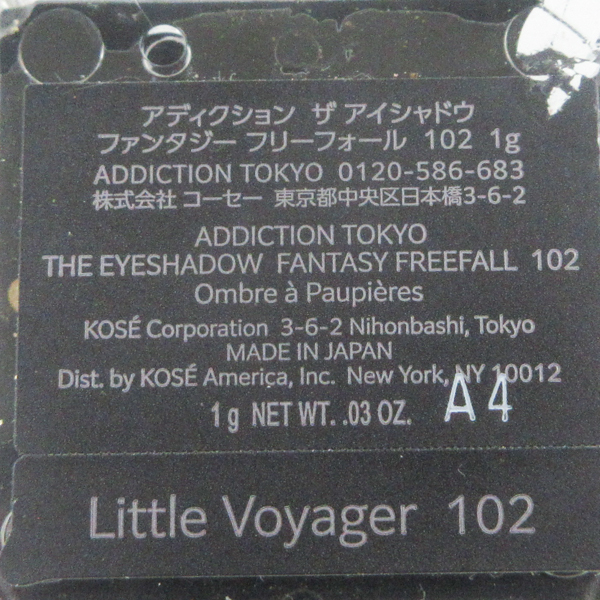 アディクション ザ アイシャドウ
ファンタジー フリーフォール 102 1g
ADDICTION TOKYO 0120-586-683
株式会社 コーセー 東京都中央区日本橋3-6-2
ADDICTION TOKYO
THE EYESHADOW FANTASY FREEFALL 102
Ombre à Paupières
KOSÉ Corporation 3-6-2 Nihonbashi, Tokyo
MADE IN JAPAN
Dist. by KOSÉ America, Inc. New York, NY 10012
1 g NET WT. .03 OZ. A4
Little Voyager 102